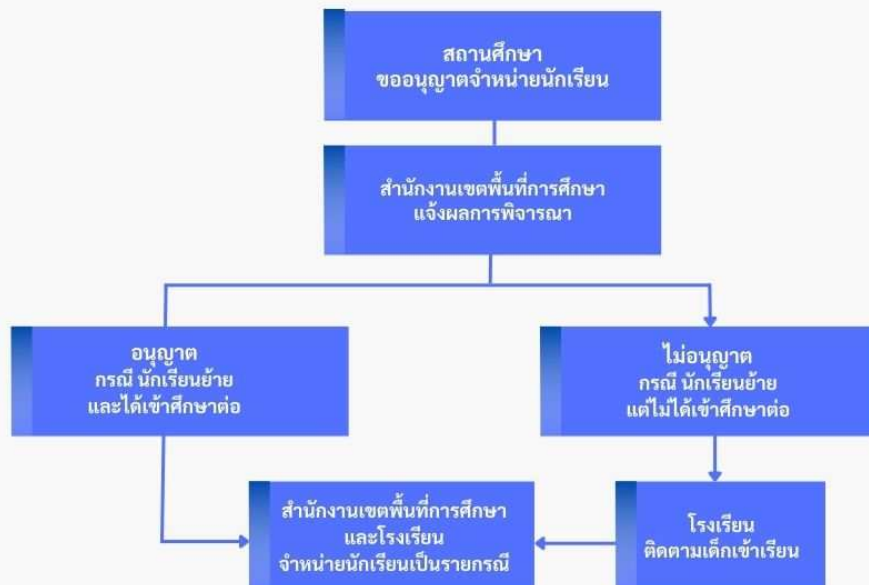 สถานศึกษา
ขออนุญาตจำหน่ายนักเรียน
สำนักงานเขตพื้นที่การศึกษา
แจ้งผลการพิจารณา
อนุญาต
กรณี นักเรียนย้าย
และได้เข้าศึกษาต่อ
ไม่อนุญาต
กรณี นักเรียนย้าย
แต่ไม่ได้เข้าศึกษาต่อ
สำนักงานเขตพื้นที่การศึกษา
และโรงเรียน
จำหน่ายนักเรียนเป็นรายกรณี
โรงเรียน
ติดตามเด็กเข้าเรียน